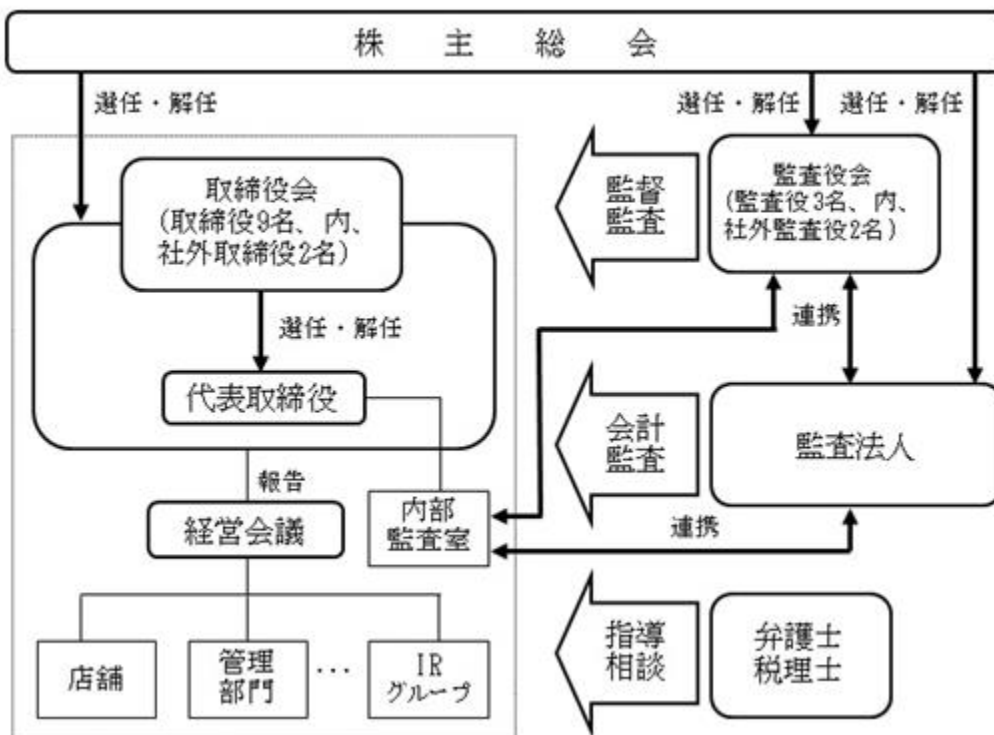 株主総会
選任・解任
選任・解任
選任・解任
取締役会
(取締役9名、内、
社外取締役2名)
監督
監査
監査役会
(監査役3名、内、
社外監査役2名)
選任・解任
連携
代表取締役
会計
監査
監査法人
報告
経営会議
内部
監査室
連携
店舗
管理
部門
...
IR
グループ
指導
相談
弁護士
税理士